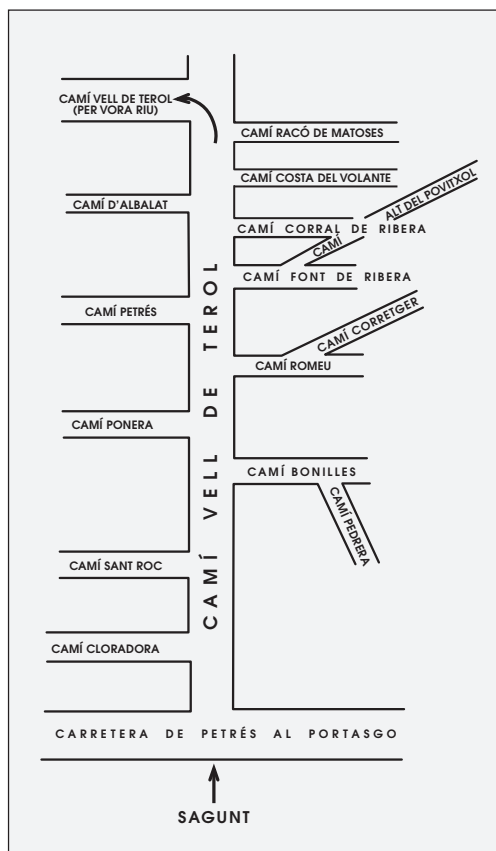 CAMÍ VELL DE TEROL
(PER VORA RIU)
CAMÍ RACÓ DE MATOSES
CAMÍ COSTA DEL VOLANTE
ALT DEL POVITXOL
CAMÍ D'ALBALAT
CAMÍ CORRAL DE RIBERA
CAMÍ
CAMÍ FONT DE RIBERA
CAMÍ PETRÉS
CAMÍ CORRETGER
CAMÍ ROMEU
CAMÍ VELL DE TEROL
CAMÍ PONERA
CAMÍ BONILLES
CAMÍ PEDRERA
CAMÍ SANT ROC
CAMÍ CLORADORA
CARRETERA DE PETRÉS AL PORTASGO
SAGUNT